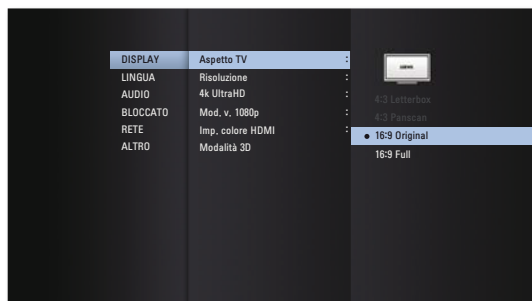 DISPLAY
LINGUA
AUDIO
BLOCCATO
RETE
ALTRO
Aspetto TV :
Risoluzione :
4k UltraHD :
Mod. v. 1080p :
Imp. colore HDMI :
Modalità 3D
4:3 Letterbox
4:3 Panscan
● 16:9 Original
16:9 Full